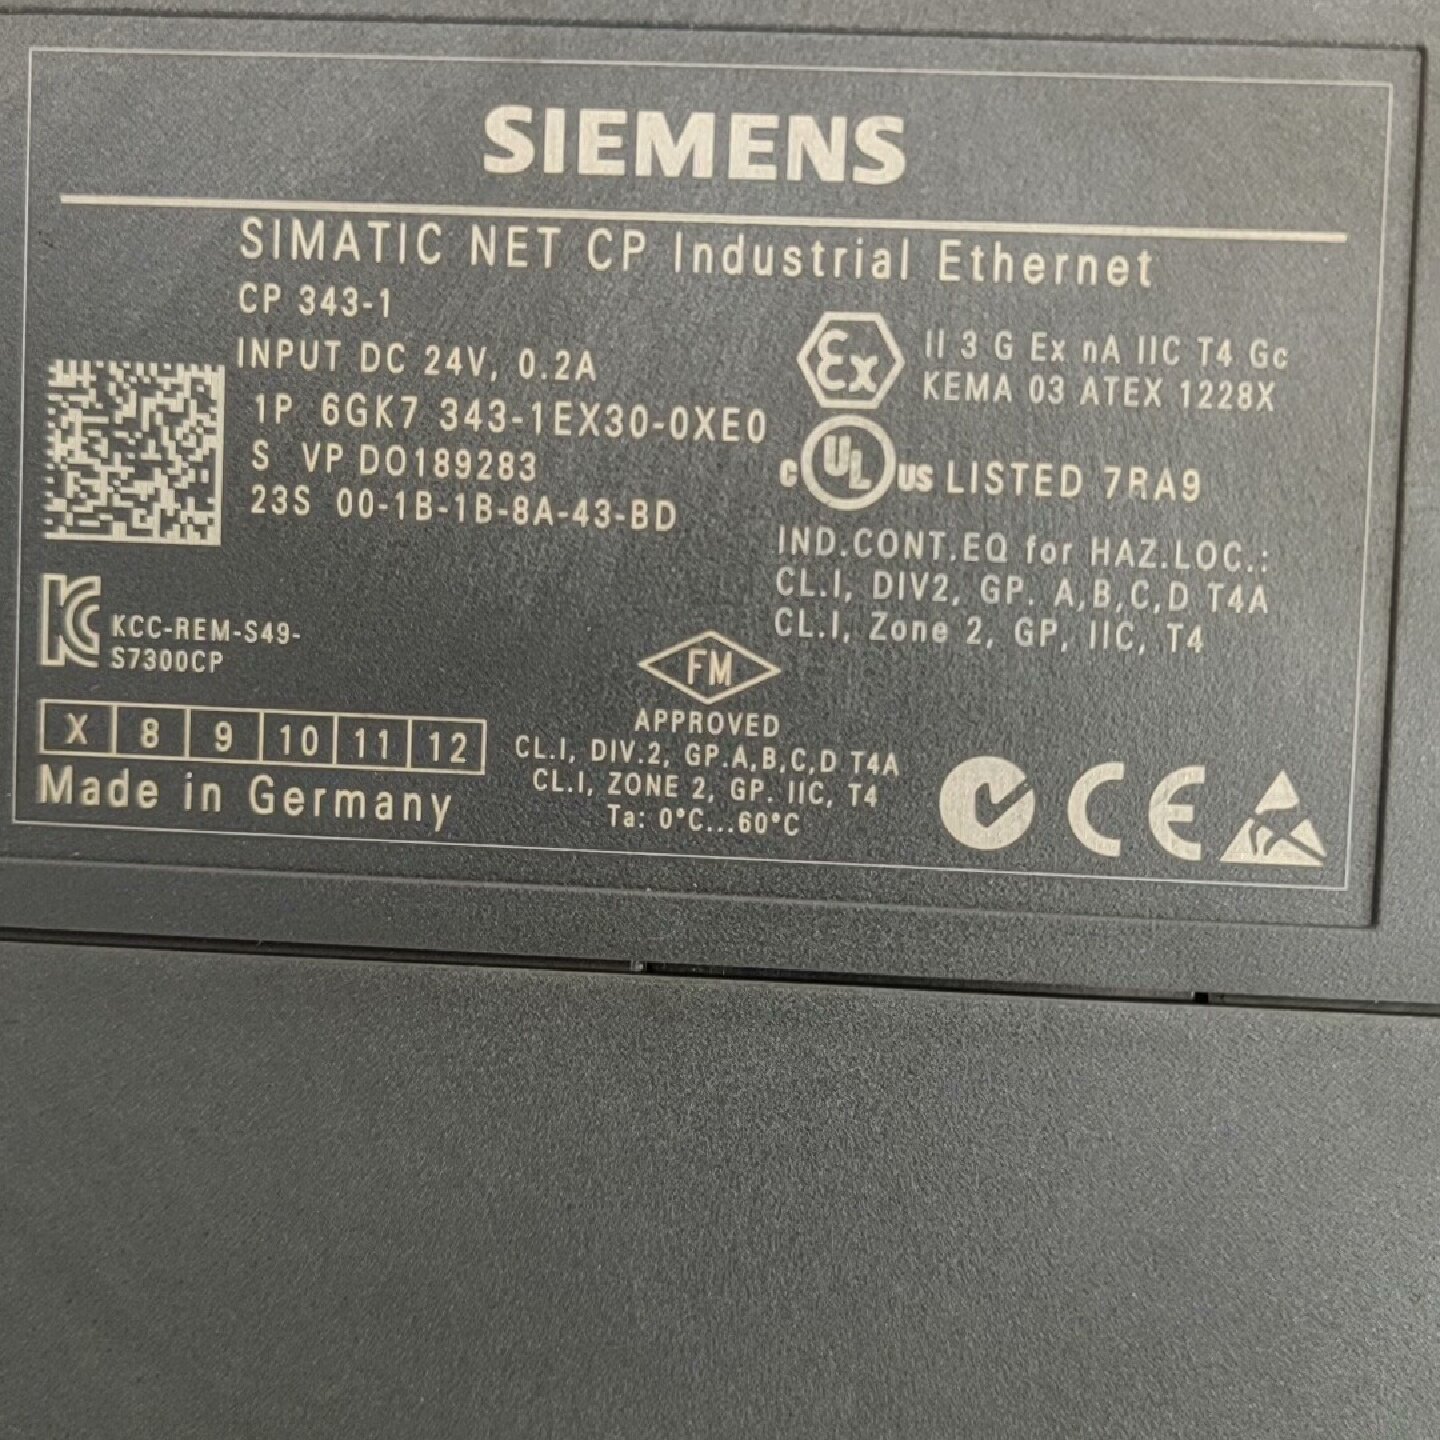 SIEMENS
SIMATIC NET CP Industrial Ethernet
CP 343-1
INPUT DC 24V, 0.2A
1P 6GK7 343-1EX30-0XE0
S VPD0189283
23S 00-1B-1B-8A-43-BD
Ex
II 3 G Ex nA IIC T4 Gc
KEMA 03 ATEX 1228X
c UL us LISTED 7RA9
IND.CONT.EQ for HAZ.LOC.:
CL.I, DIV2, GP. A,B,C,D T4A
CL.I, Zone 2, GP, IIC, T4
KCC-REM-S49-
S7300CP
X 8 9 10 11 12
Made in Germany
FM
APPROVED
CL.I, DIV.2, GP.A,B,C,D T4A
CL.I, ZONE 2, GP. IIC, T4
Ta: 0°C...60°C
CE